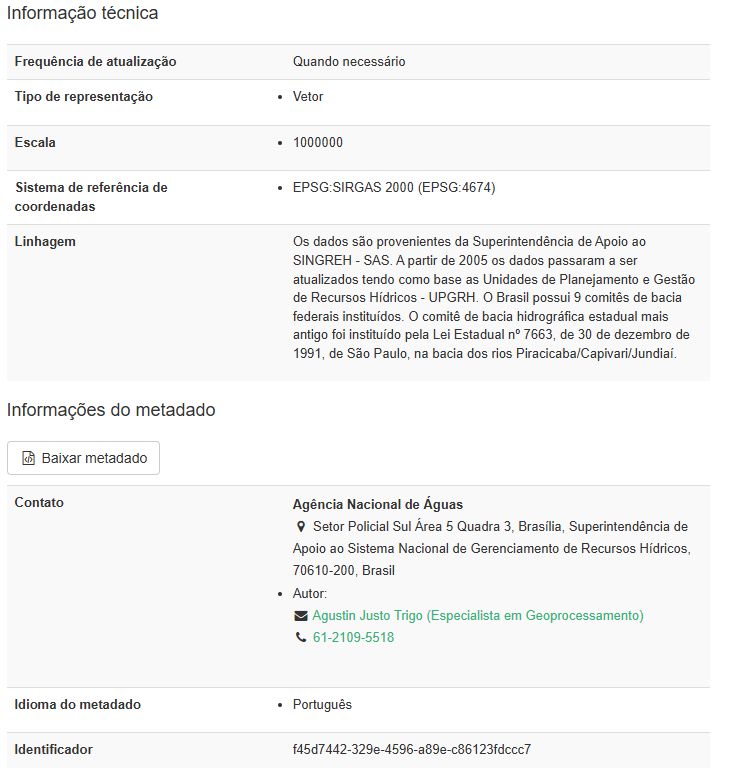 Informação técnica
Frequência de atualização Quando necessário
Tipo de representação • Vetor
Escala • 1000000
Sistema de referência de • EPSG:SIRGAS 2000 (EPSG:4674)
coordenadas
Linhagem Os dados são provenientes da Superintendência de Apoio ao
SINGREH - SAS. A partir de 2005 os dados passaram a ser
atualizados tendo como base as Unidades de Planejamento e Gestão
de Recursos Hídricos - UPGRH. O Brasil possui 9 comitês de bacia
federais instituídos. O comitê de bacia hidrográfica estadual mais
antigo foi instituído pela Lei Estadual nº 7663, de 30 de dezembro de
1991, de São Paulo, na bacia dos rios Piracicaba/Capivari/Jundiaí.
Informações do metadado
Baixar metadado
Contato Agência Nacional de Águas
Setor Policial Sul Área 5 Quadra 3, Brasília, Superintendência de
Apoio ao Sistema Nacional de Gerenciamento de Recursos Hídricos,
70610-200, Brasil
• Autor:
Agustin Justo Trigo (Especialista em Geoprocessamento)
61-2109-5518
Idioma do metadado • Português
Identificador f45d7442-329e-4596-a89e-c86123fdccc7